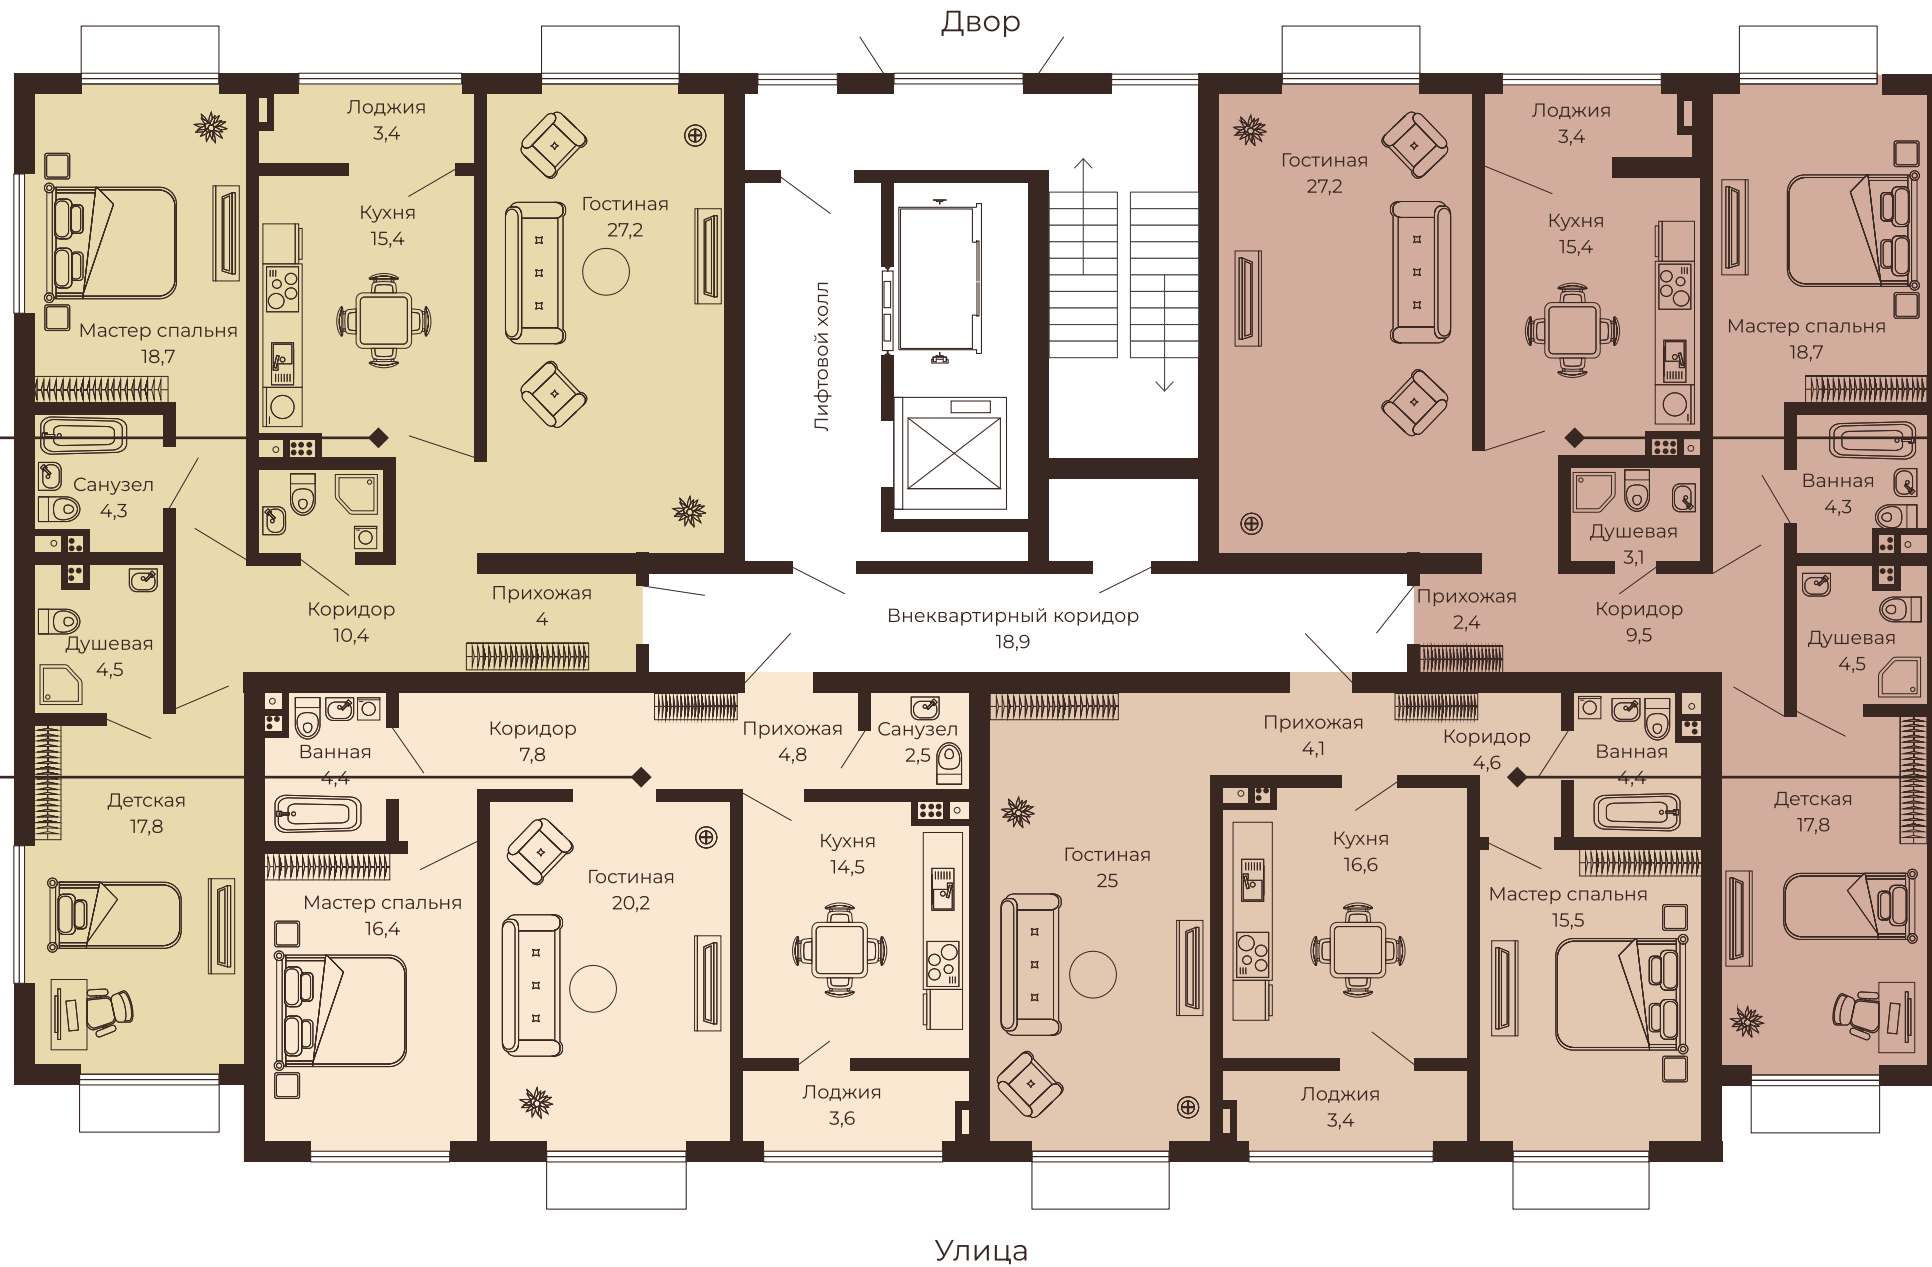 Двор
Лоджия
3,4
Мастер спальня
18,7
Кухня
15,4
Гостиная
27,2
Санузел
4,3
Душевая
4,5
Коридор
10,4
Прихожая
4
Детская
17,8
Лифтовой холл
Внеквартирный коридор
18,9
Гостиная
27,2
Лоджия
3,4
Кухня
15,4
Мастер спальня
18,7
Ванная
4,3
Душевая
3,1
Прихожая
2,4
Коридор
9,5
Душевая
4,5
Детская
17,8
Ванная
4,4
Коридор
7,8
Прихожая
4,8
Санузел
2,5
Мастер спальня
16,4
Гостиная
20,2
Кухня
14,5
Лоджия
3,6
Прихожая
4,1
Коридор
4,6
Ванная
4,4
Гостиная
25
Кухня
16,6
Мастер спальня
15,5
Лоджия
3,4
Улица